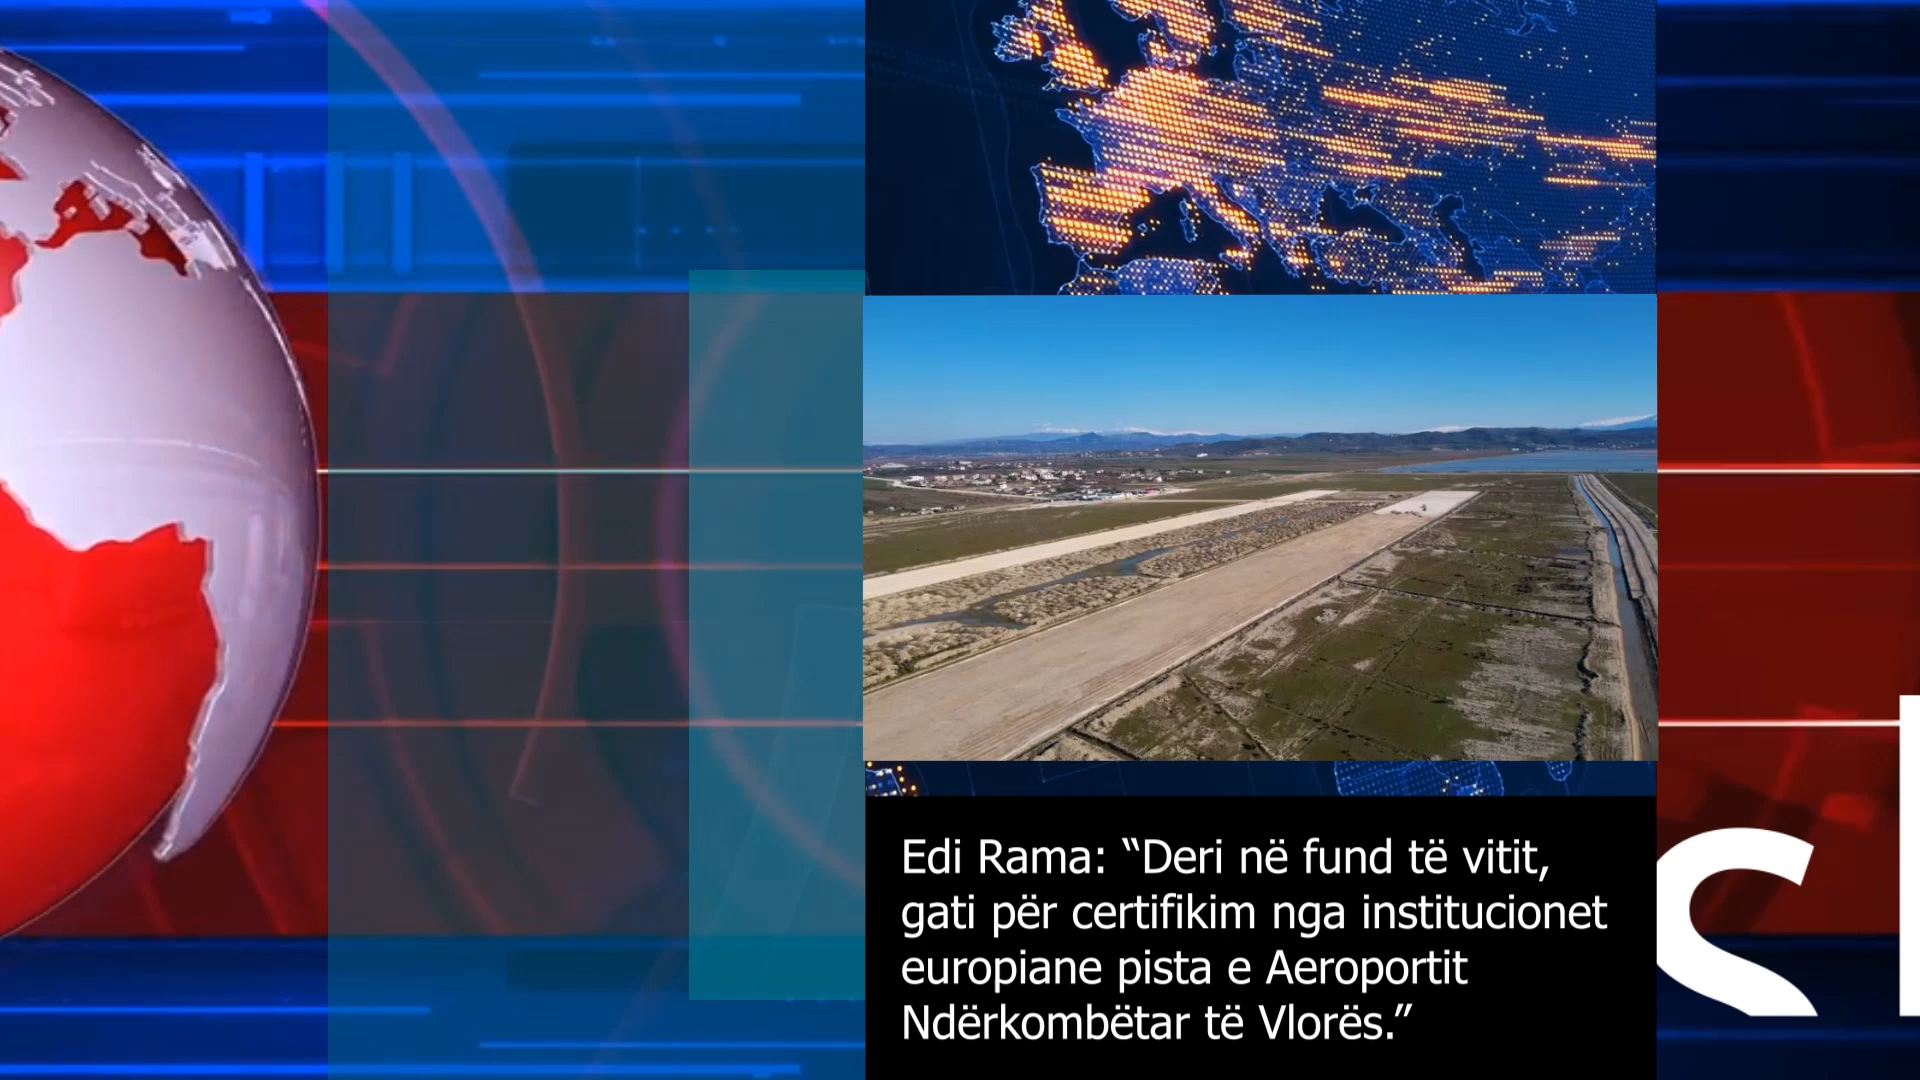 Edi Rama: “Deri në fund të vitit,
gati për certifikim nga institucionet
europiane pista e Aeroportit
Ndërkombëtar të Vlorës.”